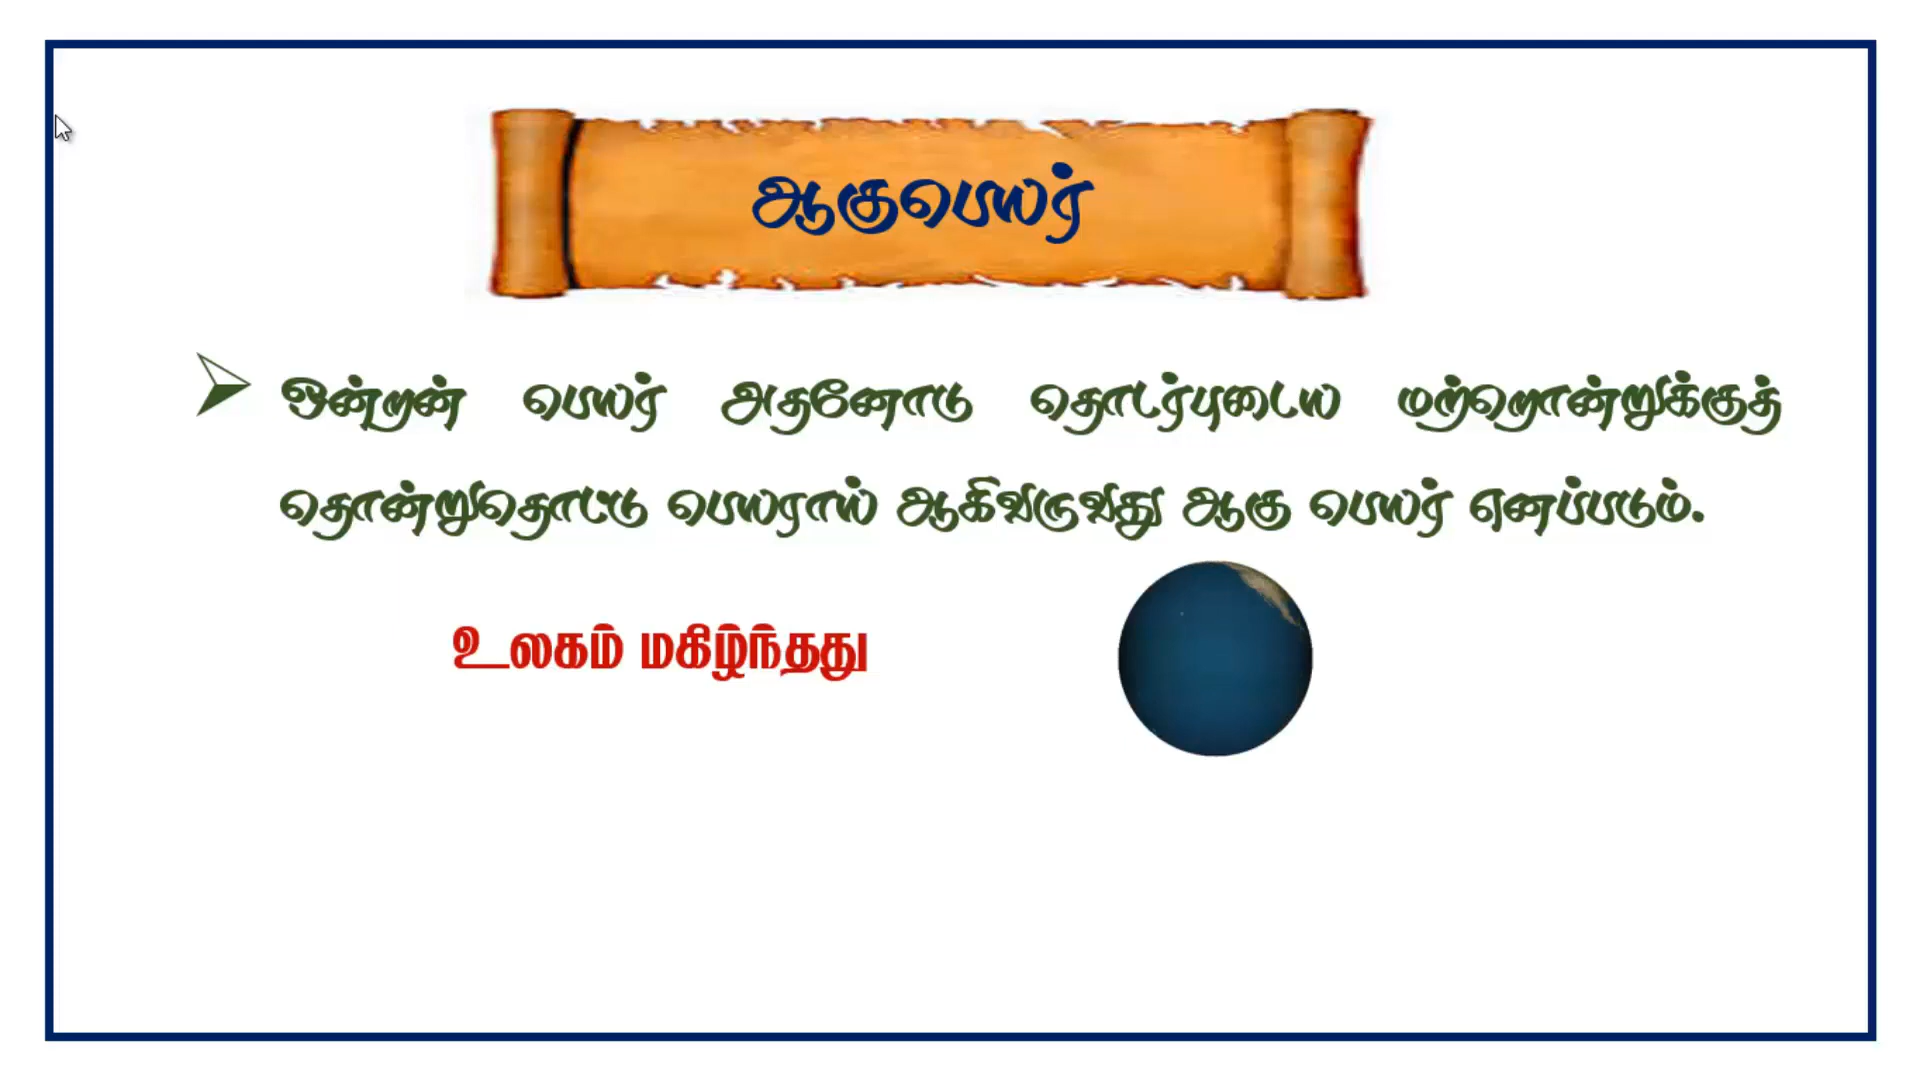 ஆகுபெயர்
ஒன்றன் பெயர் அதனோடு தொடர்புடைய மற்றொன்றுக்குத்
தொன்றுதொட்டு பெயராய் ஆகிவருவது ஆகு பெயர் எனப்படும்.
உலகம் மகிழ்ந்தது